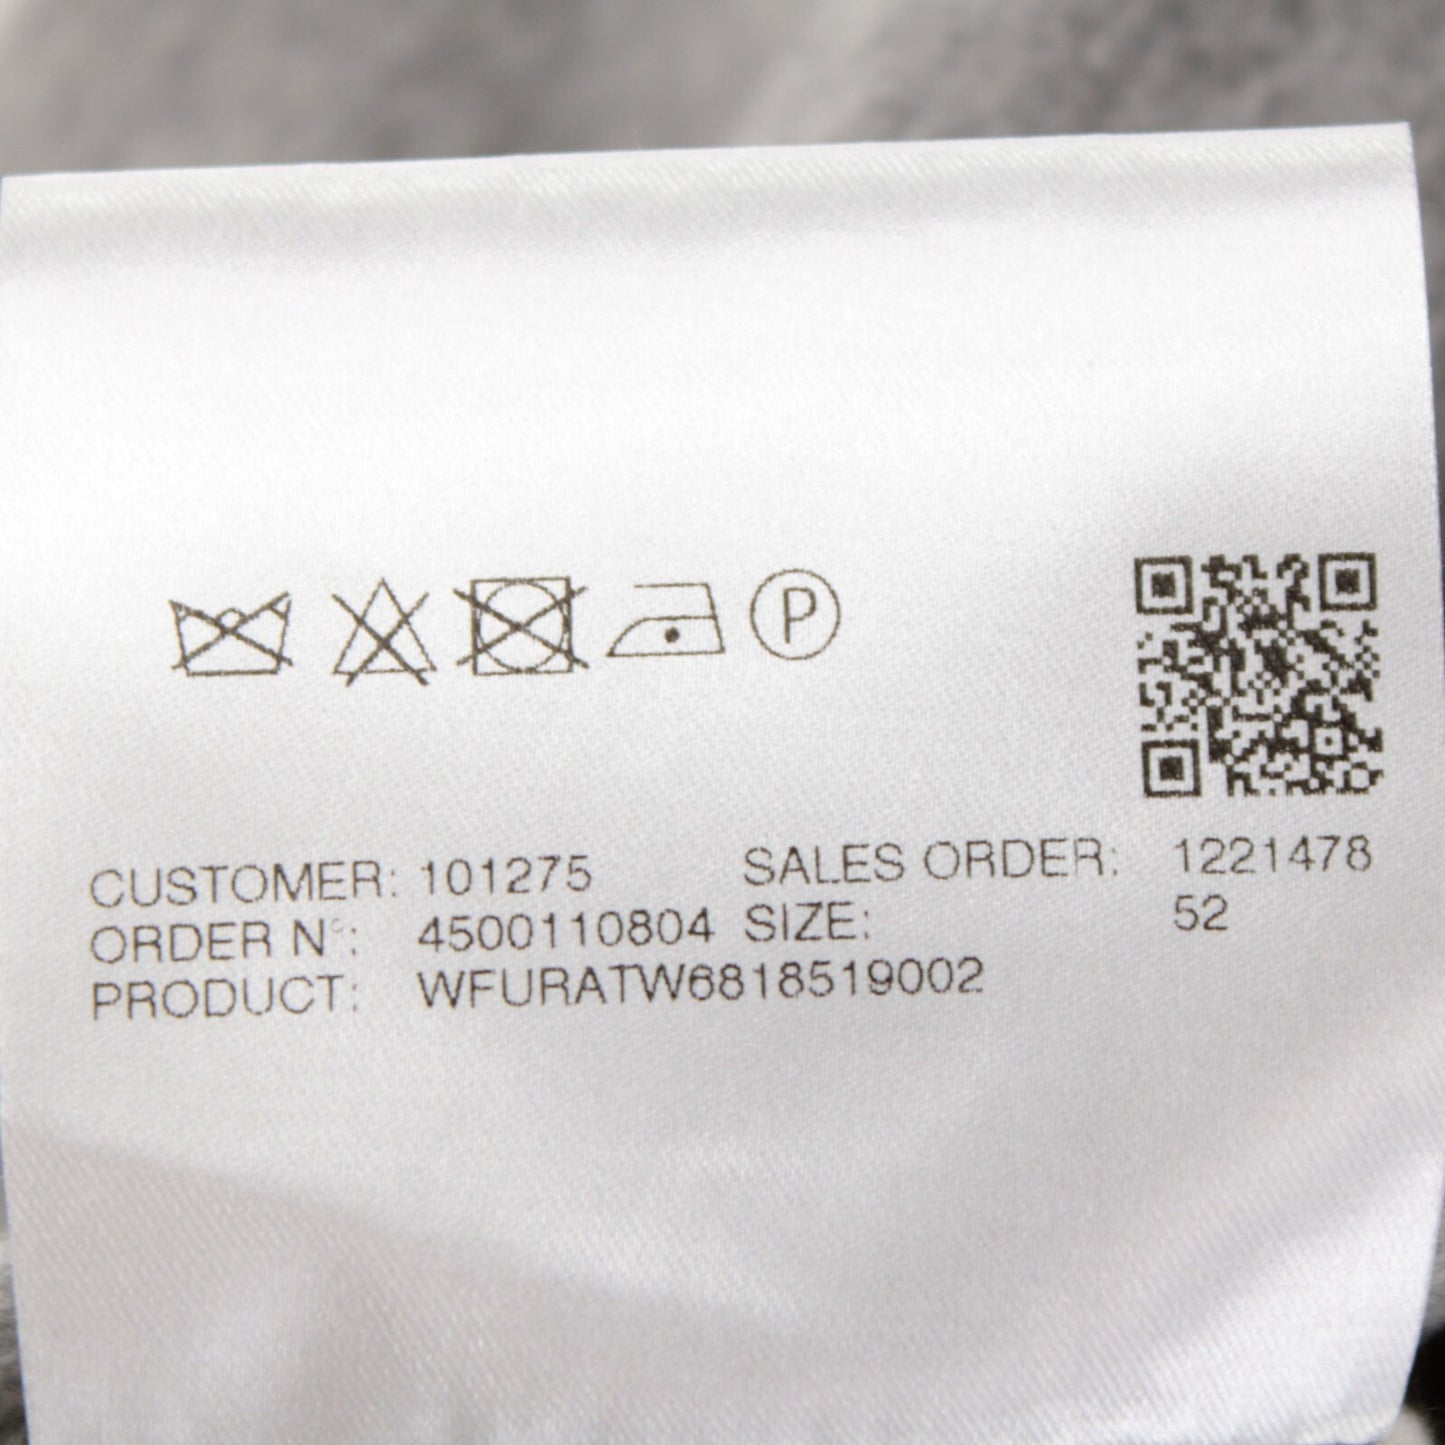 P
CUSTOMER: 101275 SALES ORDER: 1221478
ORDER N°: 4500110804 SIZE: 52
PRODUCT: WFURATW6818519002